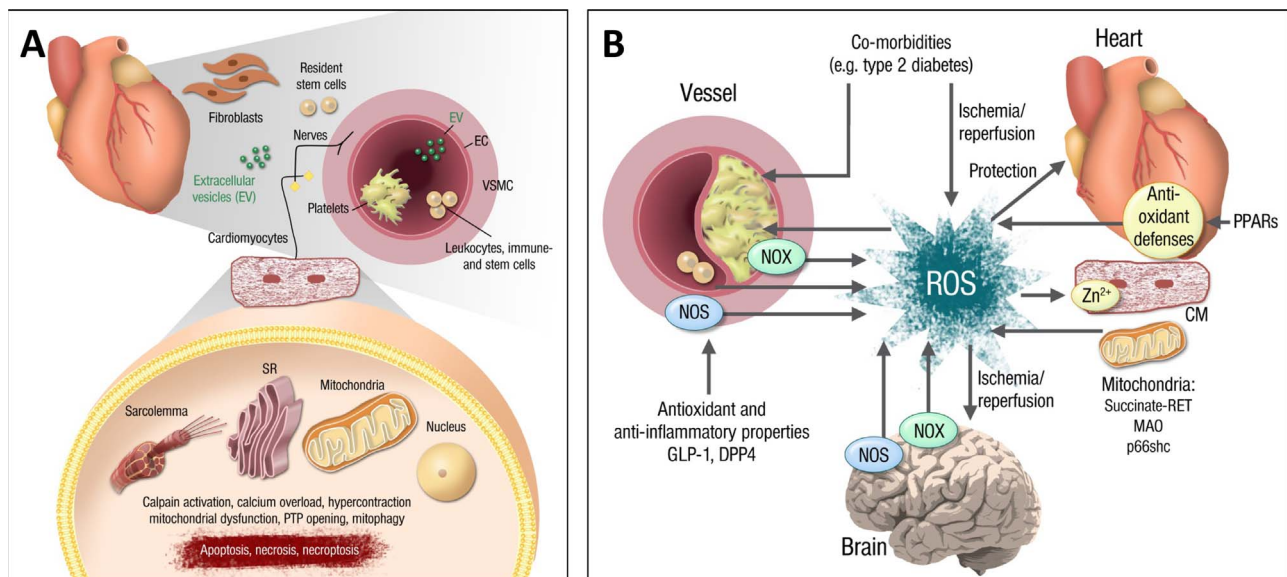 A
Fibroblasts
Resident
stem cells
Nerves
EV
EC
VSMC
Extracellular
vesicles (EV)
Platelets
Leukocytes, immune-
and stem cells
Cardiomyocytes
SR
Mitochondria
Sarcolemma
Nucleus
Calpain activation, calcium overload, hypercontraction
mitochondrial dysfunction, PTP opening, mitophagy
Apoptosis, necrosis, necroptosis
B
Co-morbidities
(e.g. type 2 diabetes)
Heart
Vessel
Ischemia/
reperfusion
Protection
Anti-
oxidant
defenses
PPARs
NOX
ROS
Zn²⁺
CM
NOS
Mitochondria:
Succinate-RET
MAO
p66shc
Ischemia/
reperfusion
Antioxidant and
anti-inflammatory properties
GLP-1, DPP4
NOX
NOS
Brain